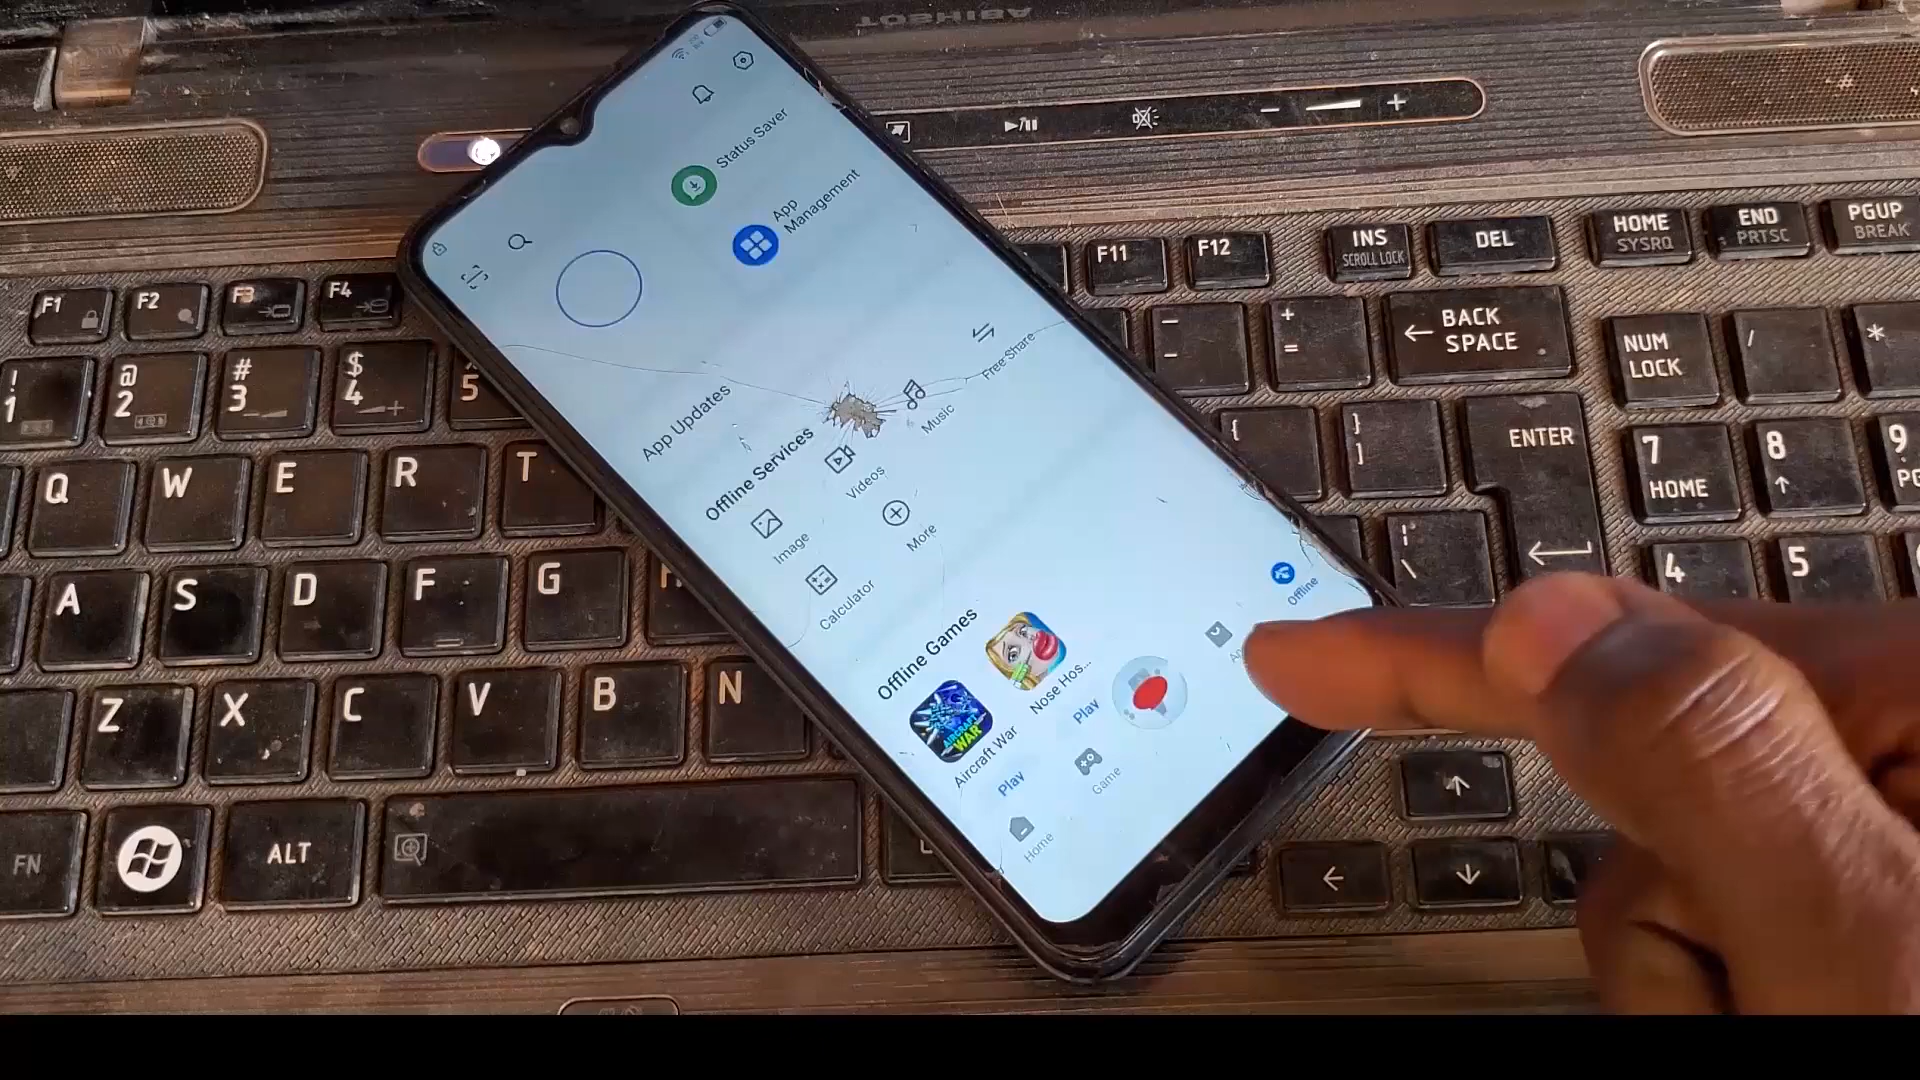 TOSHIBA
Status Saver
App
Management
App Updates
Offline Services
Image
Videos
Music
Free Share
Calculator
More
Offline Games
Aircraft War
Play
Nose Hos...
Play
Home
Game
Offline
AIRCRAFT
WAR
F1
F2
F3
F4
F11
F12
INS
SCROLL LOCK
DEL
HOME
SYSRQ
END
PRTSC
PGUP
BREAK
!
1
@
2
#
3
$
4
5
-
+
=
← BACK
SPACE
NUM
LOCK
/
*
Q
W
E
R
T
{
[
}
]
ENTER
7
HOME
8
↑
9
A
S
D
F
G
\
4
5
Z
X
C
V
B
N
FN
ALT
↑
←
↓